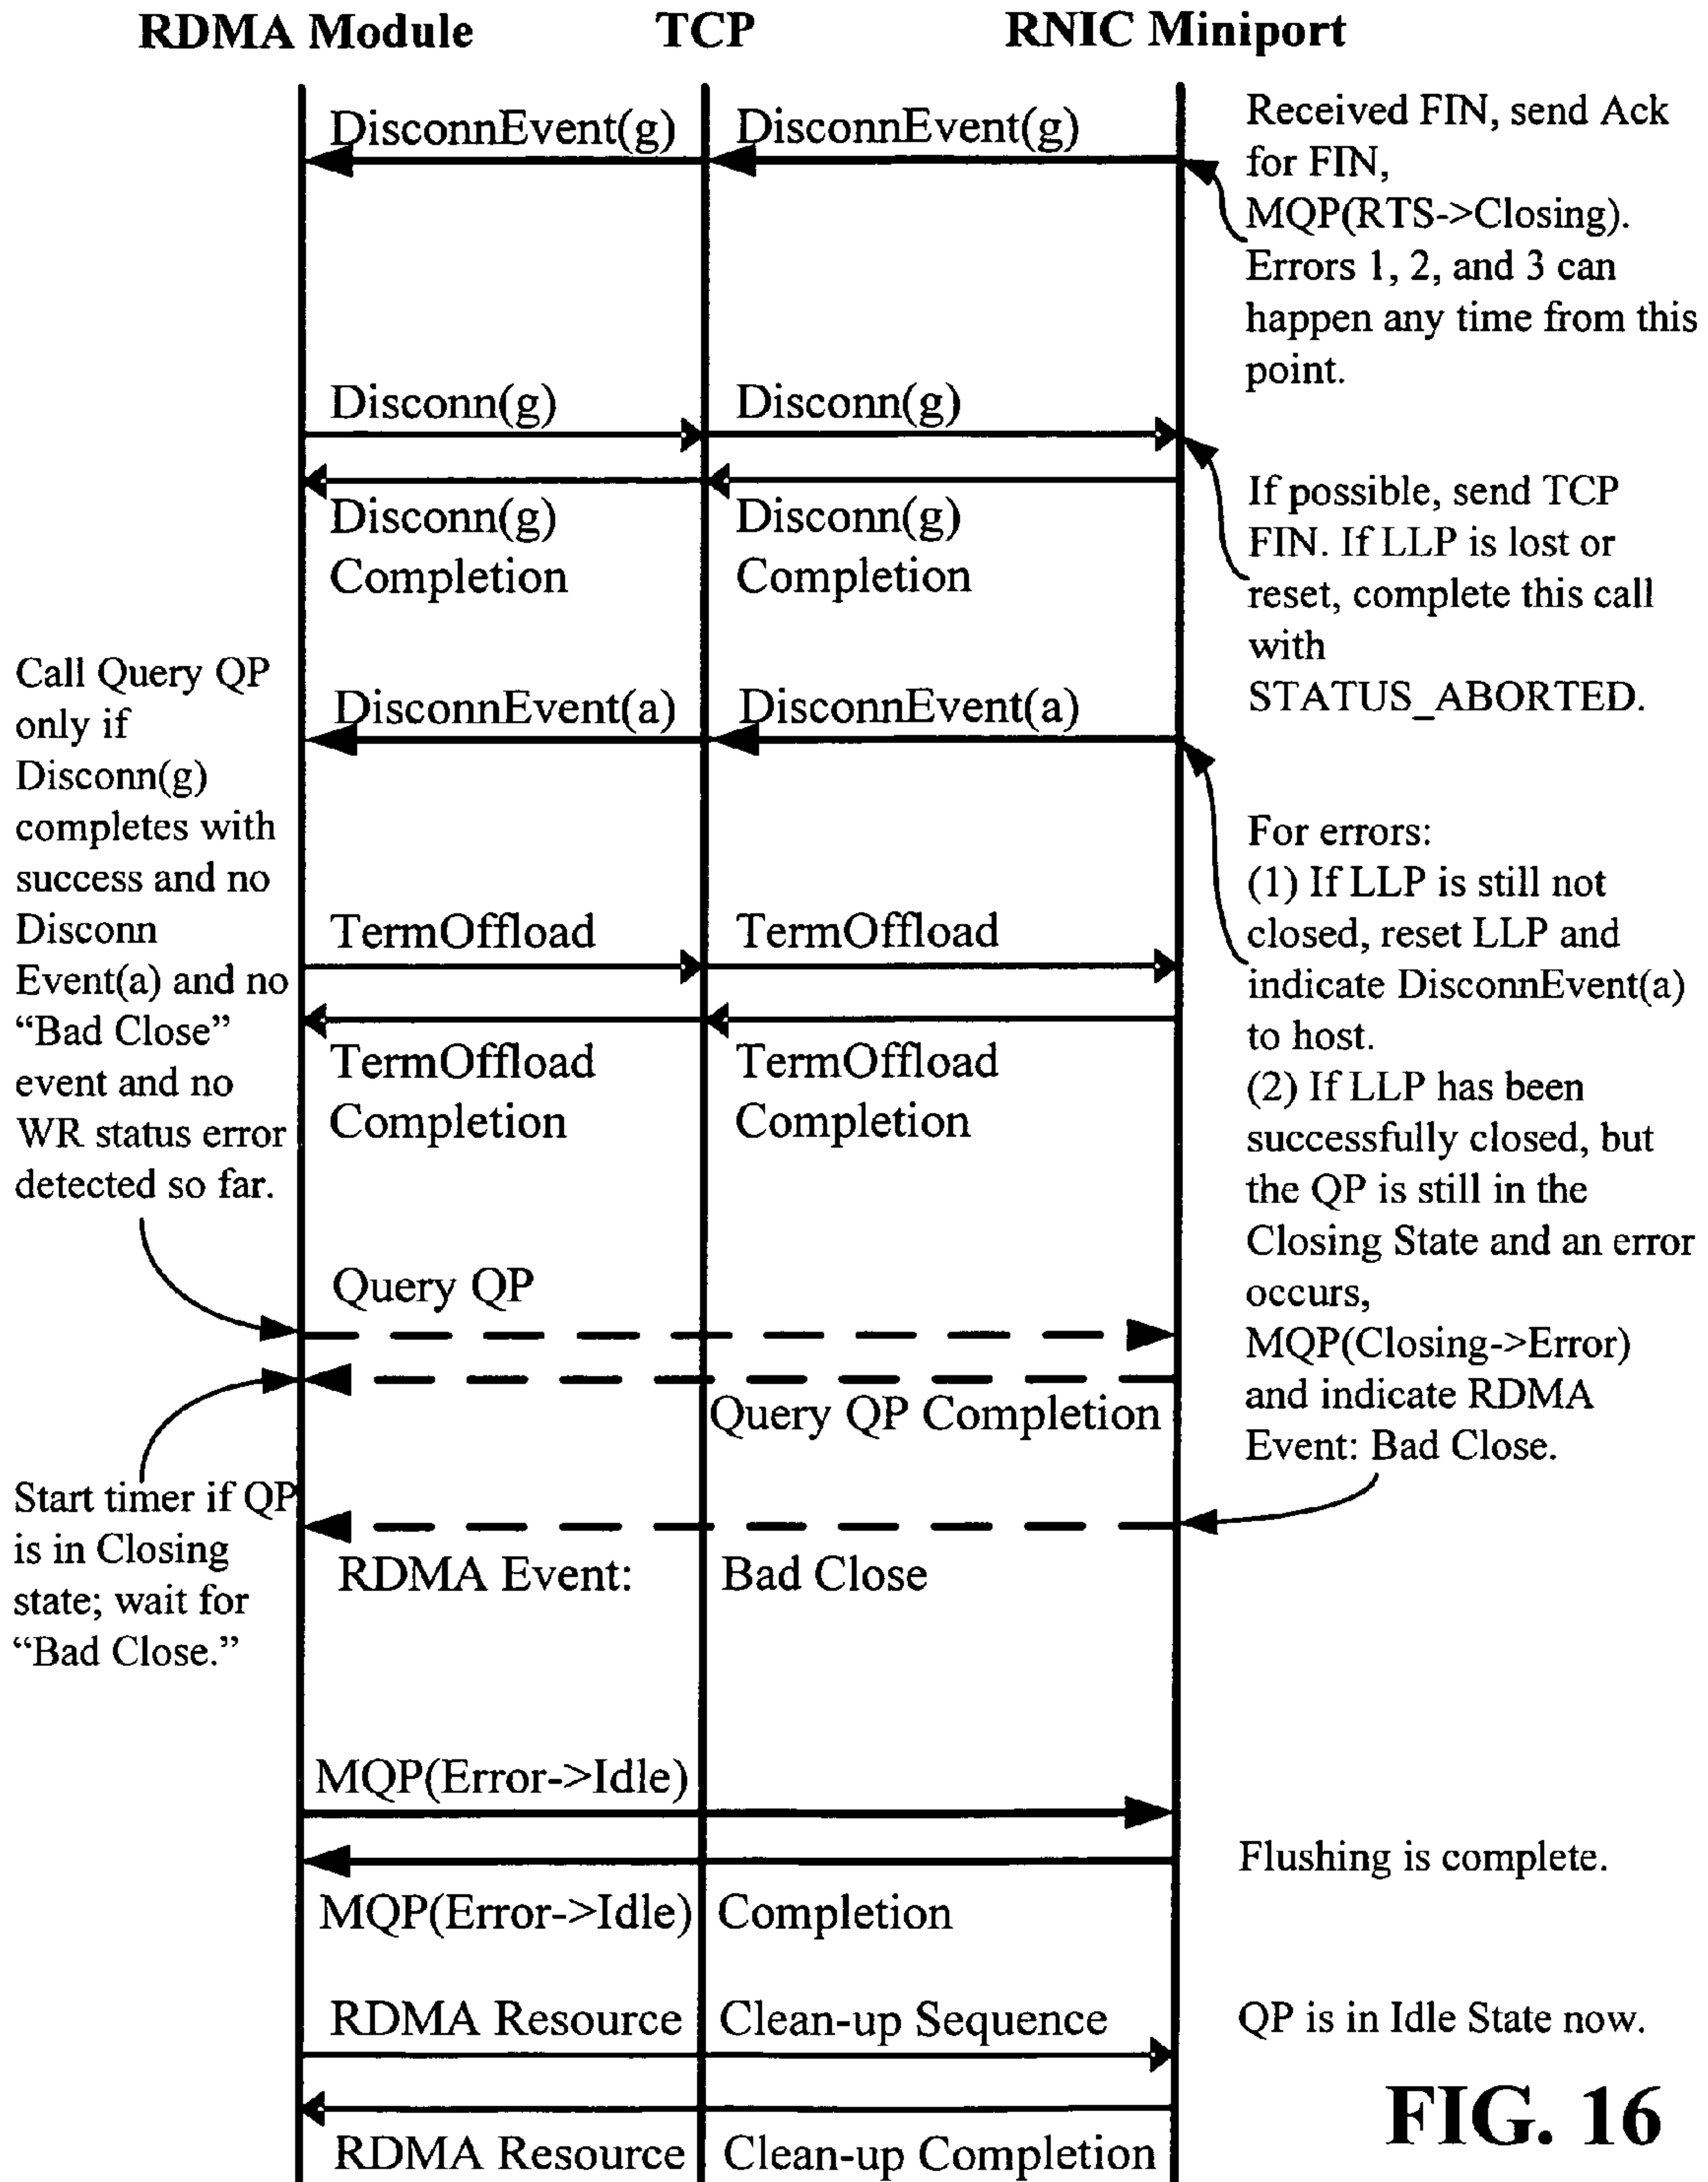 RDMA Module TCP RNIC Miniport
DisconnEvent(g) DisconnEvent(g)
Received FIN, send Ack
for FIN,
MQP(RTS->Closing).
Errors 1, 2, and 3 can
happen any time from this
point.
Disconn(g) Disconn(g)
Disconn(g) Disconn(g)
Completion Completion
If possible, send TCP
FIN. If LLP is lost or
reset, complete this call
with
STATUS_ABORTED.
Call Query QP
only if
Disconn(g)
completes with
success and no
Disconn
Event(a) and no
“Bad Close”
event and no
WR status error
detected so far.
DisconnEvent(a) DisconnEvent(a)
For errors:
(1) If LLP is still not
closed, reset LLP and
indicate DisconnEvent(a)
to host.
(2) If LLP has been
successfully closed, but
the QP is still in the
Closing State and an error
occurs,
MQP(Closing->Error)
and indicate RDMA
Event: Bad Close.
TermOffload TermOffload
TermOffload TermOffload
Completion Completion
Query QP
Query QP Completion
Start timer if QP
is in Closing
state; wait for
“Bad Close.”
RDMA Event: Bad Close
MQP(Error->Idle)
Flushing is complete.
MQP(Error->Idle) Completion
RDMA Resource Clean-up Sequence
QP is in Idle State now.
RDMA Resource Clean-up Completion
FIG. 16